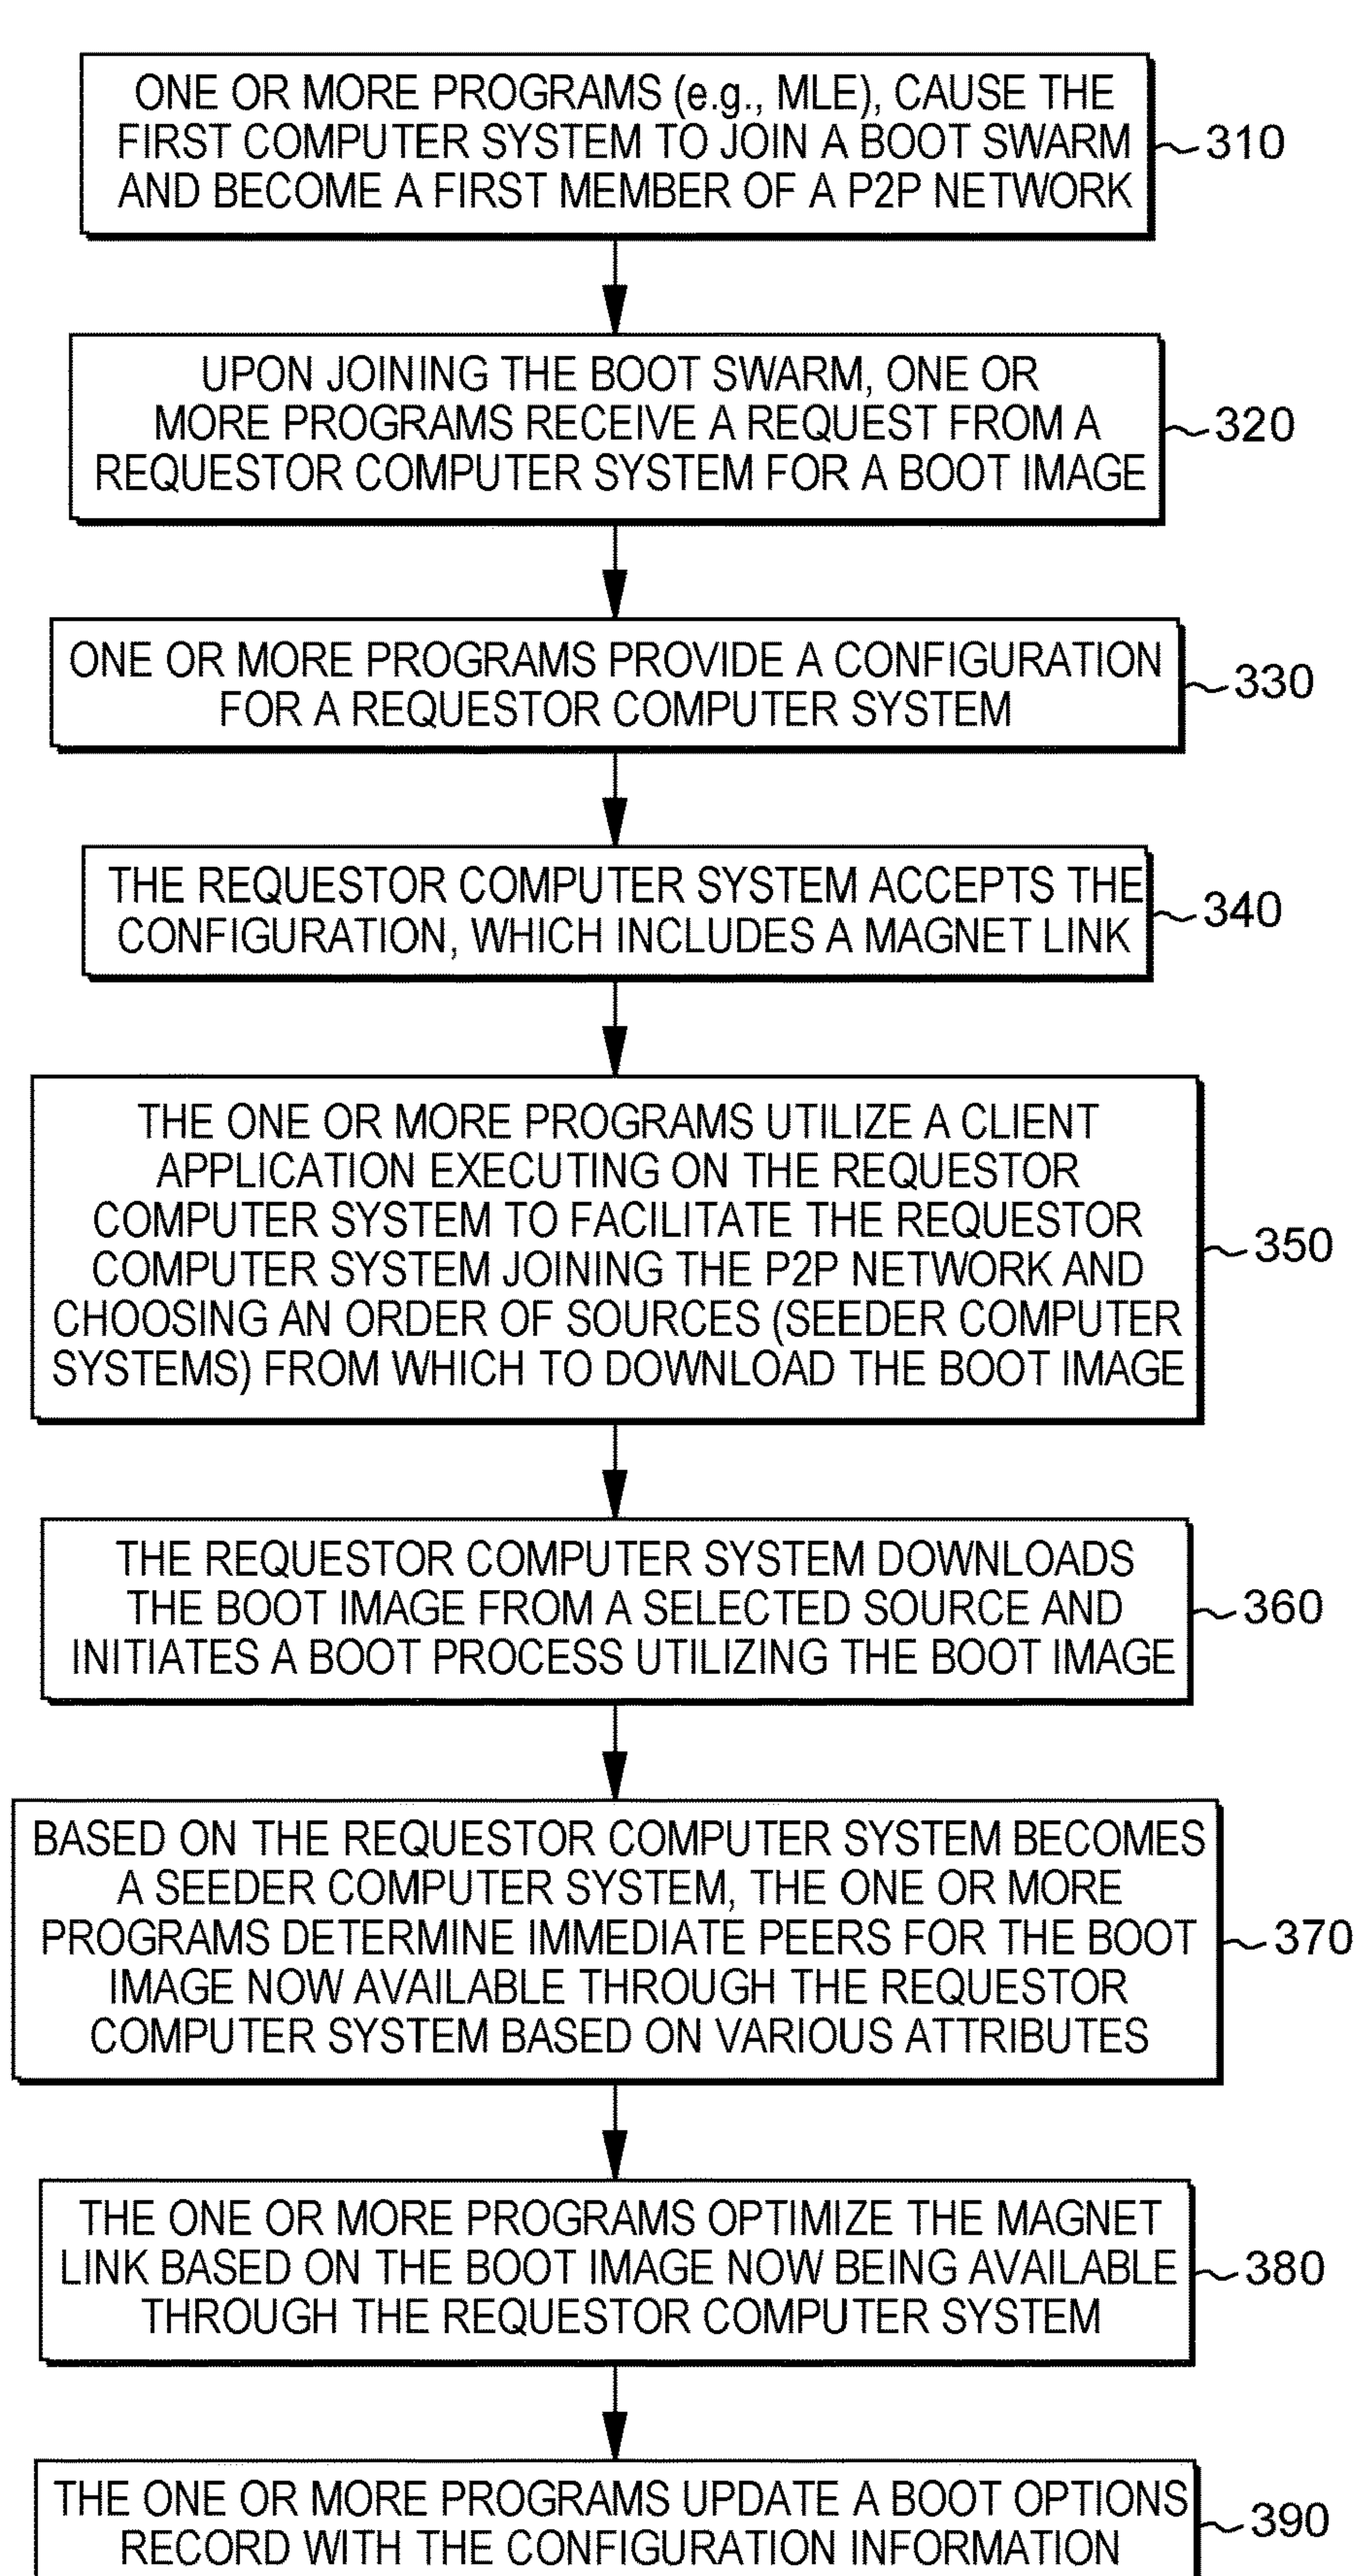 ONE OR MORE PROGRAMS (e.g., MLE), CAUSE THE
FIRST COMPUTER SYSTEM TO JOIN A BOOT SWARM
AND BECOME A FIRST MEMBER OF A P2P NETWORK
310
UPON JOINING THE BOOT SWARM, ONE OR
MORE PROGRAMS RECEIVE A REQUEST FROM A
REQUESTOR COMPUTER SYSTEM FOR A BOOT IMAGE
320
ONE OR MORE PROGRAMS PROVIDE A CONFIGURATION
FOR A REQUESTOR COMPUTER SYSTEM
330
THE REQUESTOR COMPUTER SYSTEM ACCEPTS THE
CONFIGURATION, WHICH INCLUDES A MAGNET LINK
340
THE ONE OR MORE PROGRAMS UTILIZE A CLIENT
APPLICATION EXECUTING ON THE REQUESTOR
COMPUTER SYSTEM TO FACILITATE THE REQUESTOR
COMPUTER SYSTEM JOINING THE P2P NETWORK AND
CHOOSING AN ORDER OF SOURCES (SEEDER COMPUTER
SYSTEMS) FROM WHICH TO DOWNLOAD THE BOOT IMAGE
350
THE REQUESTOR COMPUTER SYSTEM DOWNLOADS
THE BOOT IMAGE FROM A SELECTED SOURCE AND
INITIATES A BOOT PROCESS UTILIZING THE BOOT IMAGE
360
BASED ON THE REQUESTOR COMPUTER SYSTEM BECOMES
A SEEDER COMPUTER SYSTEM, THE ONE OR MORE
PROGRAMS DETERMINE IMMEDIATE PEERS FOR THE BOOT
IMAGE NOW AVAILABLE THROUGH THE REQUESTOR
COMPUTER SYSTEM BASED ON VARIOUS ATTRIBUTES
370
THE ONE OR MORE PROGRAMS OPTIMIZE THE MAGNET
LINK BASED ON THE BOOT IMAGE NOW BEING AVAILABLE
THROUGH THE REQUESTOR COMPUTER SYSTEM
380
THE ONE OR MORE PROGRAMS UPDATE A BOOT OPTIONS
RECORD WITH THE CONFIGURATION INFORMATION
390